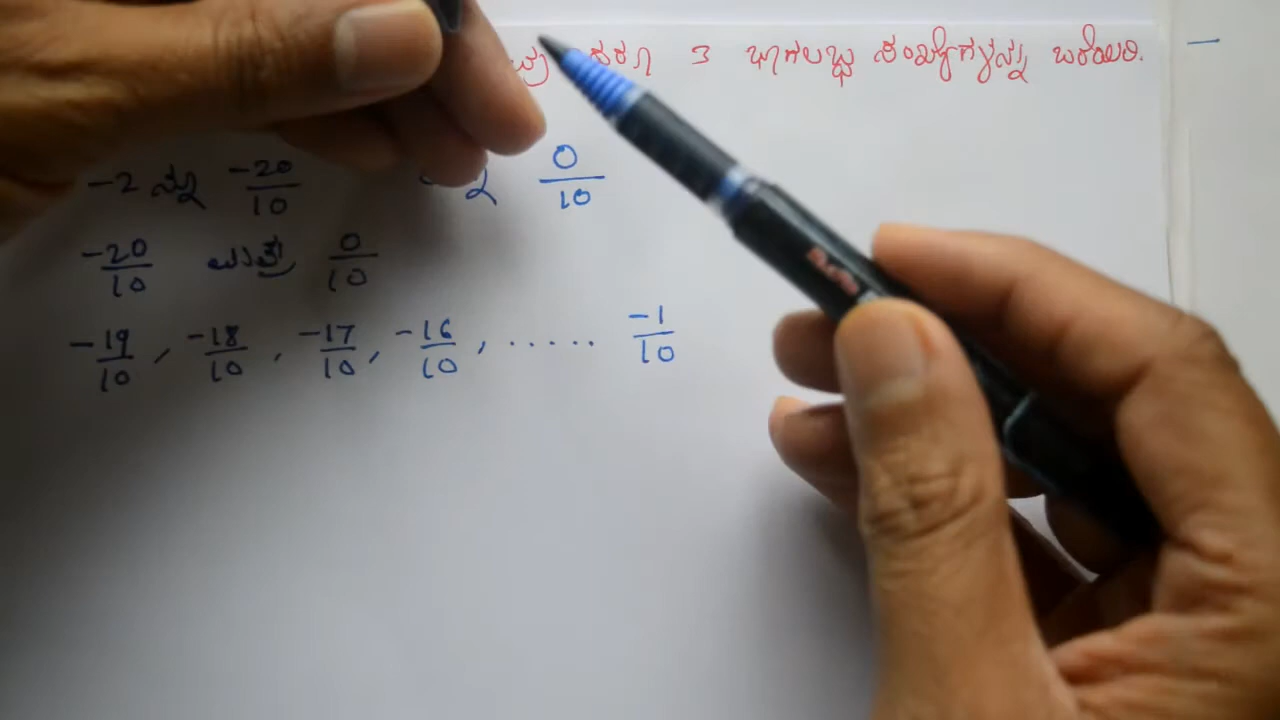 3 ಭಾಗಲಬ್ಧ ಸಂಖ್ಯೆಗಳನ್ನು ಬರೆಯಿರಿ.
-2 ನ್ನು -20/10 0/10
-20/10 ಮತ್ತು 0/10
-19/10, -18/10, -17/10, -16/10, ..... -1/10